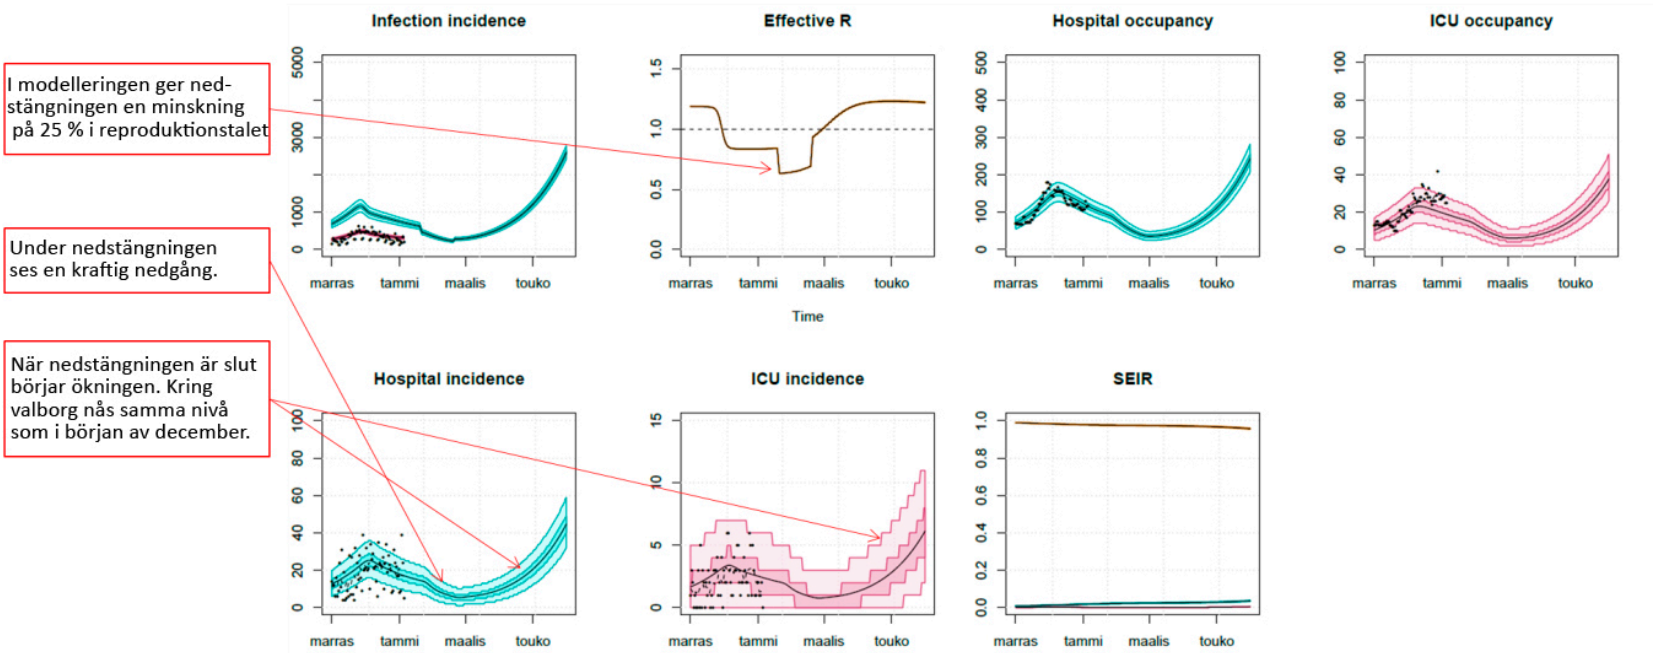 Infection incidence
Effective R
Hospital occupancy
ICU occupancy
I modelleringen ger ned-
stängningen en minskning
på 25 % i reproduktionstalet
Under nedstängningen
ses en kraftig nedgång.
När nedstängningen är slut
börjar ökningen. Kring
valborg nås samma nivå
som i början av december.
0 1000 3000 5000
marras tammi maalis touko
0.0 0.5 1.0 1.5
marras tammi maalis touko
Time
0 100 200 300 400 500
marras tammi maalis touko
0 20 40 60 80 100
marras tammi maalis touko
Hospital incidence
ICU incidence
SEIR
0 20 40 60 80 100
marras tammi maalis touko
0 5 10 15
marras tammi maalis touko
0.0 0.2 0.4 0.6 0.8 1.0
marras tammi maalis touko